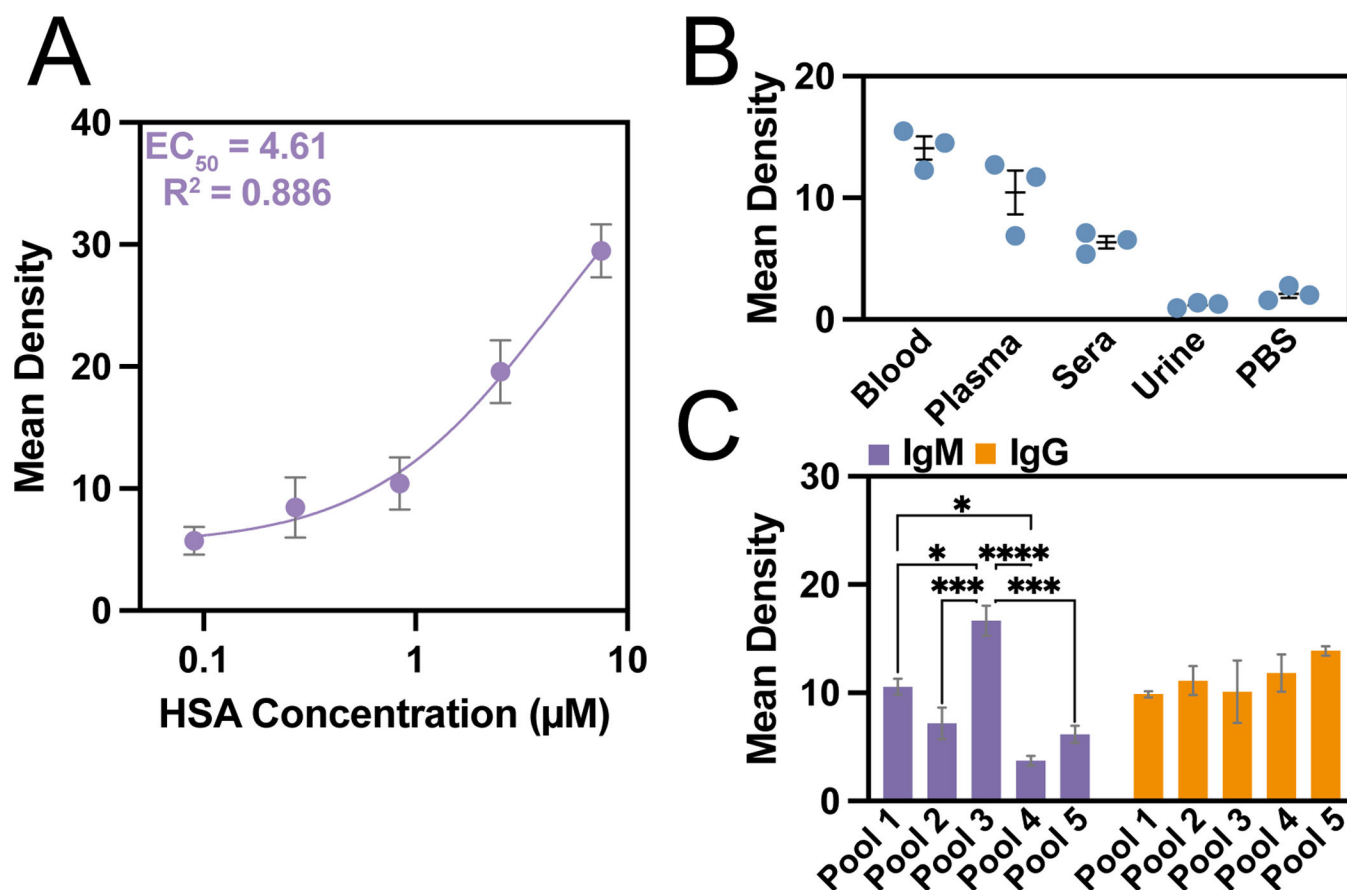 A
EC50 = 4.61
R² = 0.886
40
30
20
10
0
Mean Density
0.1 1 10
HSA Concentration (µM)
B
20
10
0
Mean Density
Blood Plasma Sera Urine PBS
C
IgM IgG
30
20
10
0
Mean Density
*
* ****
*** ***
Pool 1 Pool 2 Pool 3 Pool 4 Pool 5 Pool 1 Pool 2 Pool 3 Pool 4 Pool 5